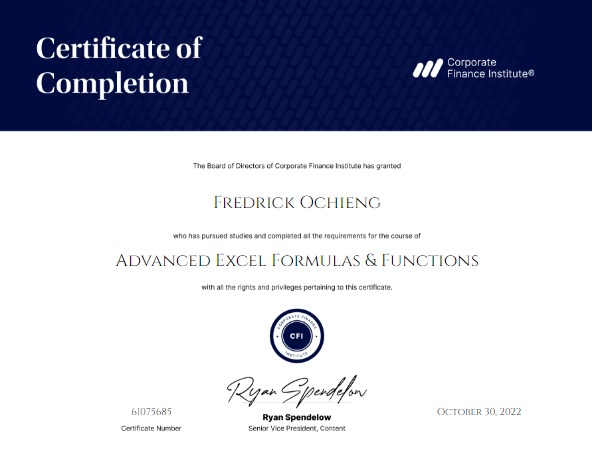 Certificate of
Completion
Corporate
Finance Institute®
The Board of Directors of Corporate Finance Institute has granted
Fredrick Ochieng
who has pursued studies and completed all the requirements for the course of
Advanced Excel Formulas & Functions
with all the rights and privileges pertaining to this certificate.
CORPORATE FINANCE
CFI
INSTITUTE
Ryan Spendelow
61075685
Ryan Spendelow
October 30, 2022
Certificate Number
Senior Vice President, Content